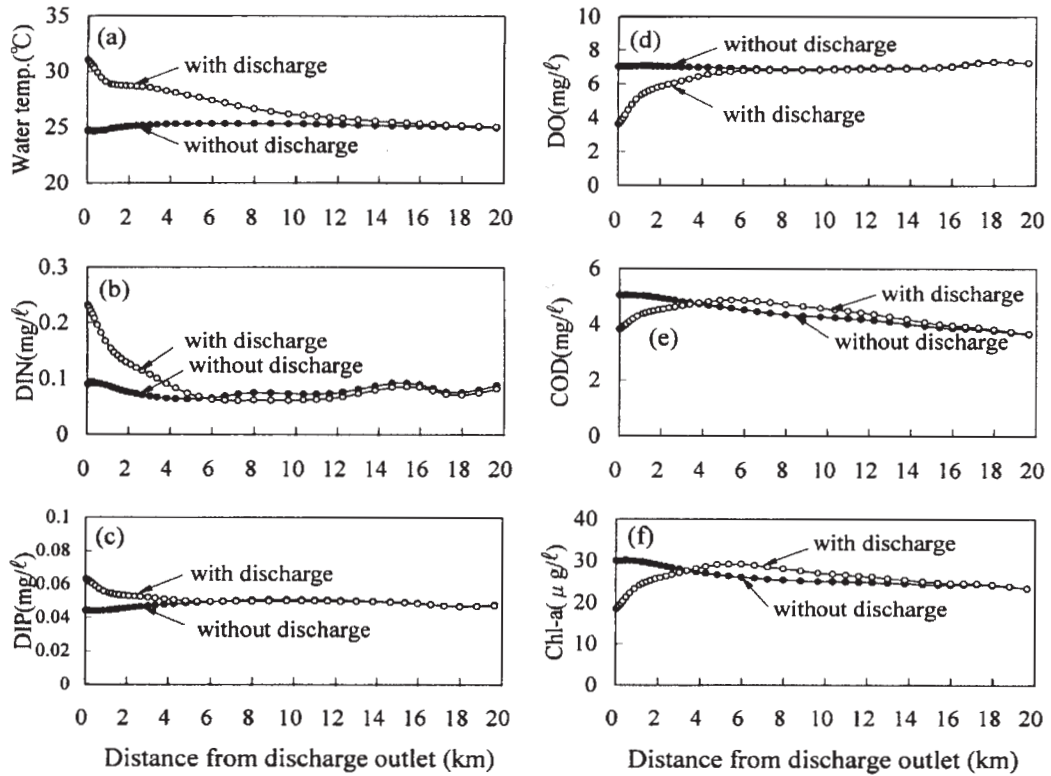 (a)
Water temp.(℃)
35
30
25
20
with discharge
without discharge
0 2 4 6 8 10 12 14 16 18 20
(b)
DIN(mg/ℓ)
0.3
0.2
0.1
0
with discharge
without discharge
0 2 4 6 8 10 12 14 16 18 20
(c)
DIP(mg/ℓ)
0.1
0.08
0.06
0.04
0.02
0
with discharge
without discharge
0 2 4 6 8 10 12 14 16 18 20
Distance from discharge outlet (km)
(d)
DO(mg/ℓ)
10
8
6
4
2
0
without discharge
with discharge
0 2 4 6 8 10 12 14 16 18 20
(e)
COD(mg/ℓ)
6
4
2
0
with discharge
without discharge
0 2 4 6 8 10 12 14 16 18 20
(f)
Chl-a(μg/ℓ)
40
30
20
10
0
with discharge
without discharge
0 2 4 6 8 10 12 14 16 18 20
Distance from discharge outlet (km)